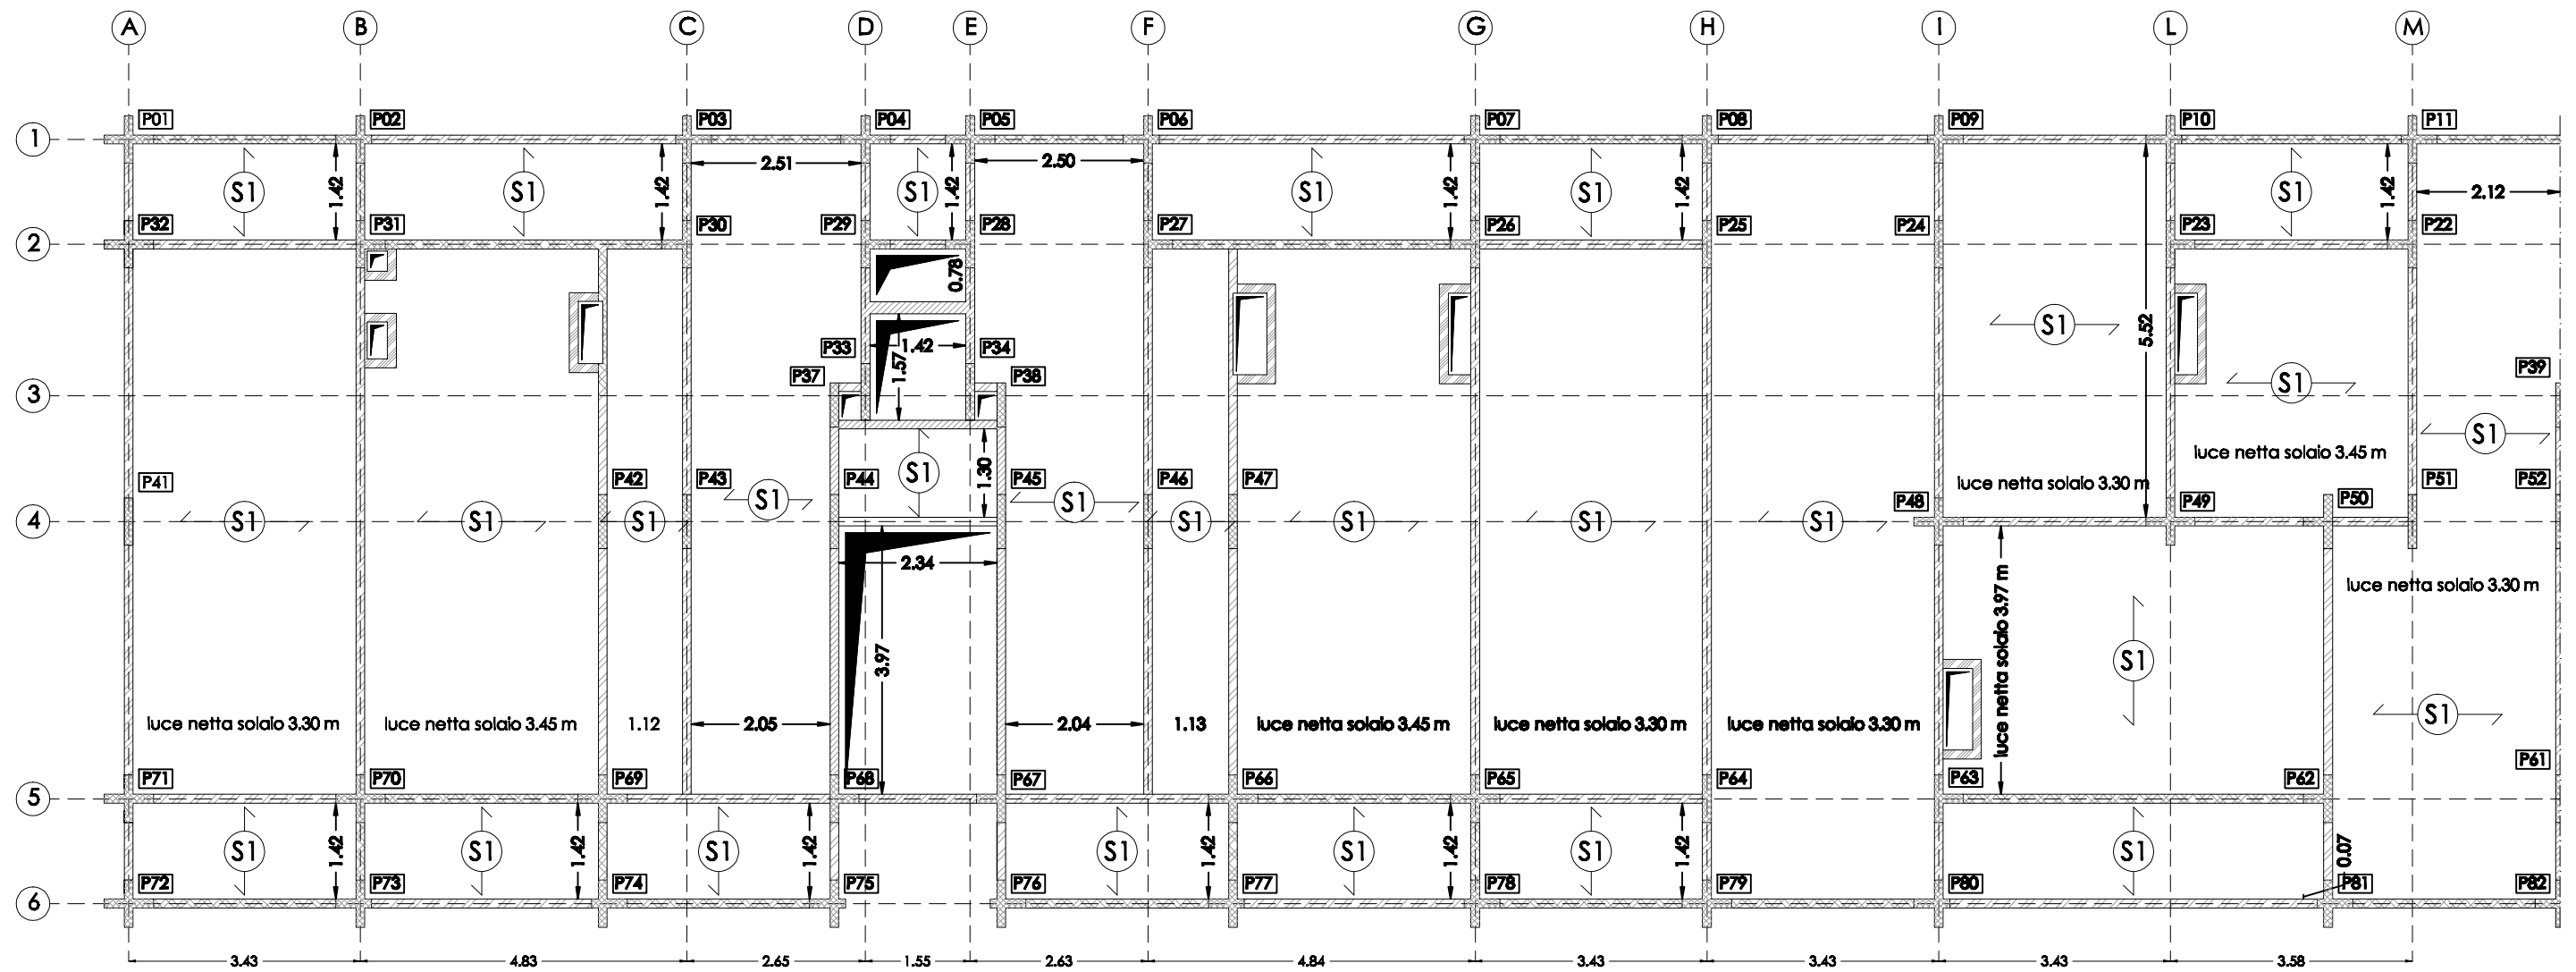 A B C D E F G H I L M
1 P01 P02 P03 P04 P05 P06 P07 P08 P09 P10 P11
2.51 2.50
S1 1.42 S1 1.42 S1 1.42 S1 1.42 S1 1.42 S1 1.42 2.12
P32 P31 P30 P29 P28 P27 P26 P25 P24 P23 P22
2
0.78
S1 5.52
P33 1.42 P34
1.57
P37 P38 S1 P39
3
S1
luce netta solaio 3.45 m
S1 1.30
P41 P42 P43 P44 P45 P46 P47 luce netta solaio 3.30 m P51 P52
S1 S1 P48 P49 P50
4 S1 S1 S1 S1 S1 S1 S1
2.34
luce netta solaio 3.30 m
luce netta solaio 3.97 m
3.97
S1
S1
luce netta solaio 3.30 m luce netta solaio 3.45 m 1.12 2.05 2.04 1.13 luce netta solaio 3.45 m luce netta solaio 3.30 m luce netta solaio 3.30 m
P61
P71 P70 P69 P68 P67 P66 P65 P64 P63 P62
5
S1 1.42 S1 1.42 S1 1.42 S1 1.42 S1 1.42 S1 1.42 S1 0.07
P72 P73 P74 P75 P76 P77 P78 P79 P80 P81 P82
6
3.43 4.83 2.65 1.55 2.63 4.84 3.43 3.43 3.43 3.58